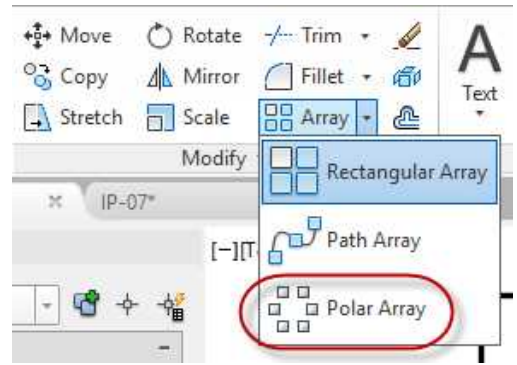 Move Rotate Trim
Copy Mirror Fillet
Stretch Scale Array
A
Text
Modify
Rectangular Array
IP-07*
Path Array
Polar Array
[−][T